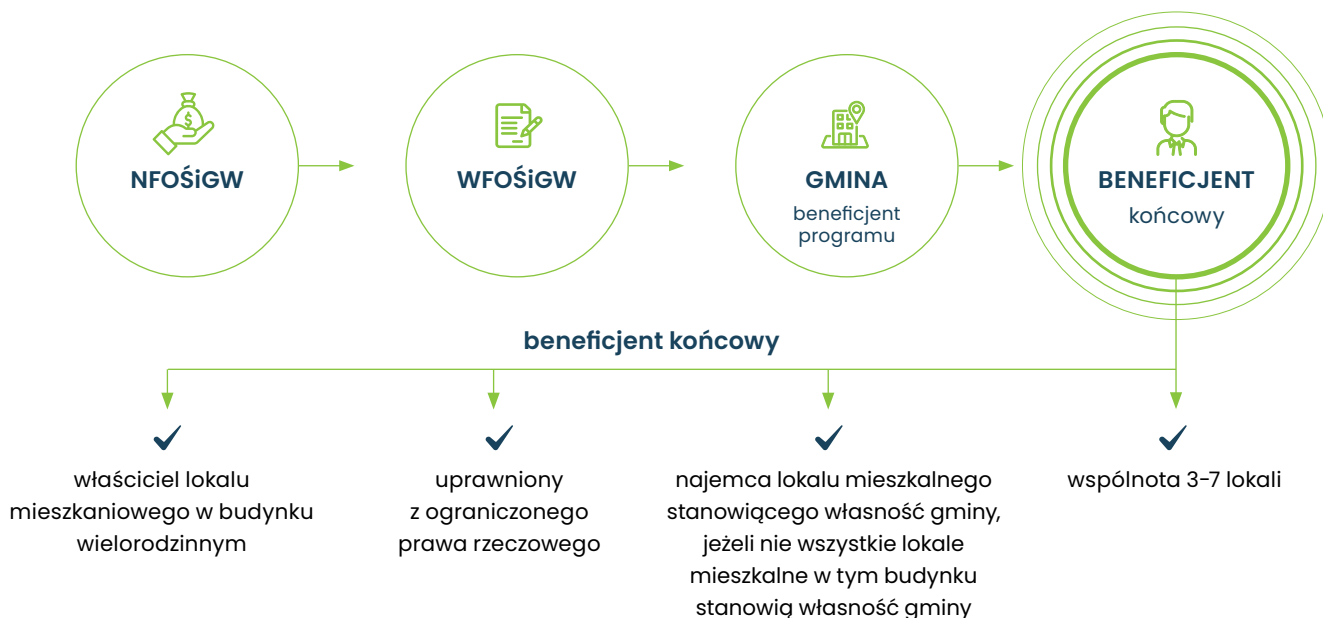 NFOŚiGW
WFOŚiGW
GMINA
beneficjent
programu
BENEFICJENT
końcowy
beneficjent końcowy
właściciel lokalu
mieszkaniowego w budynku
wielorodzinnym
uprawniony
z ograniczonego
prawa rzeczowego
najemca lokalu mieszkalnego
stanowiącego własność gminy,
jeżeli nie wszystkie lokale
mieszkalne w tym budynku
stanowią własność gminy
wspólnota 3-7 lokali